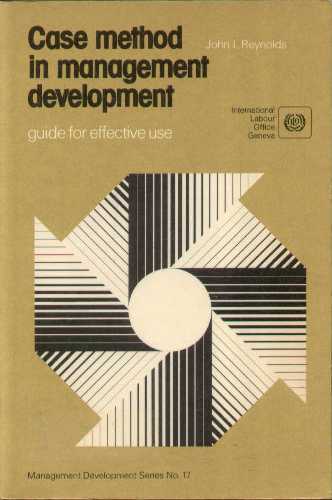 Case method
in management
development
John I. Reynolds
guide for effective use
International
Labour
Office
Geneva
Management Development Series No. 17